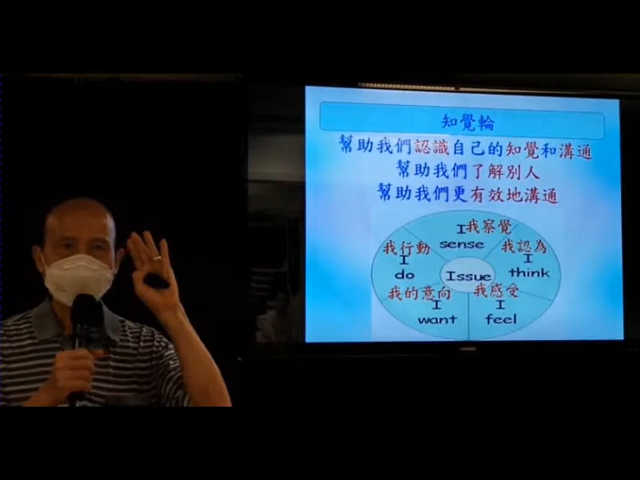 知覺輪
幫助我們認識自己的知覺和溝通
幫助我們了解別人
幫助我們更有效地溝通
I我察覺
sense
我認為
I
think
我感受
I
feel
我的意向
I
want
我行動
I
do
Issue